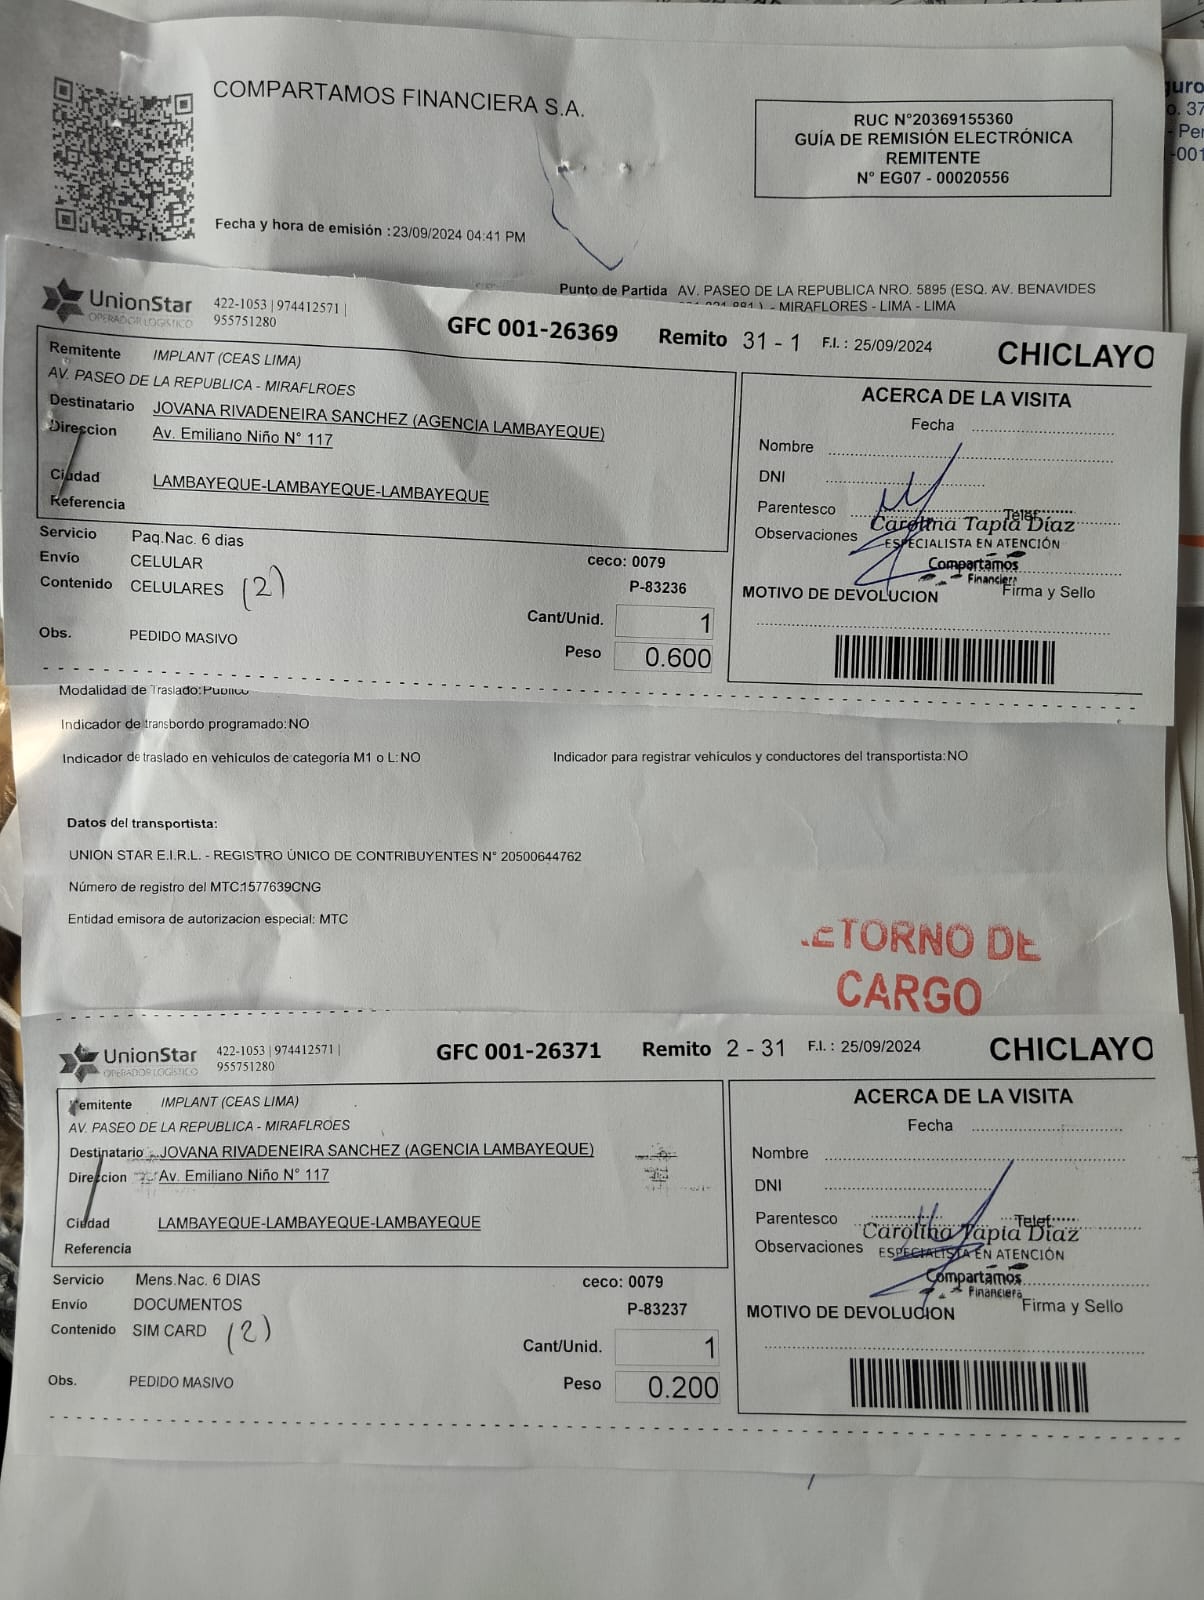 COMPARTAMOS FINANCIERA S.A.
RUC N°20369155360
GUÍA DE REMISIÓN ELECTRÓNICA
REMITENTE
N° EG07 - 00020556
Fecha y hora de emisión :23/09/2024 04:41 PM
Punto de Partida AV. PASEO DE LA REPUBLICA NRO. 5895 (ESQ. AV. BENAVIDES
- MIRAFLORES - LIMA - LIMA
UnionStar
OPERADOR LOGISTICO
422-1053 | 974412571 |
955751280
GFC 001-26369 Remito 31 - 1 F.I. : 25/09/2024 CHICLAYO
Remitente IMPLANT (CEAS LIMA)
AV. PASEO DE LA REPUBLICA - MIRAFLROES
Destinatario JOVANA RIVADENEIRA SANCHEZ (AGENCIA LAMBAYEQUE)
Direccion Av. Emiliano Niño N° 117
Ciudad LAMBAYEQUE-LAMBAYEQUE-LAMBAYEQUE
Referencia
Servicio Paq.Nac. 6 dias
Envío CELULAR
Contenido CELULARES (2)
Obs. PEDIDO MASIVO
ceco: 0079
P-83236
Cant/Unid. 1
Peso 0.600
ACERCA DE LA VISITA
Fecha
Nombre
DNI
Parentesco Telef.
Carolina Tapia Díaz
Observaciones ESPECIALISTA EN ATENCIÓN
Compartamos
Financiera
Firma y Sello
MOTIVO DE DEVOLUCION
Modalidad de Traslado:Público
Indicador de transbordo programado:NO
Indicador de traslado en vehículos de categoría M1 o L:NO Indicador para registrar vehículos y conductores del transportista:NO
Datos del transportista:
UNION STAR E.I.R.L. - REGISTRO ÚNICO DE CONTRIBUYENTES N° 20500644762
Número de registro del MTC:1577639CNG
Entidad emisora de autorizacion especial: MTC
RETORNO DE
CARGO
UnionStar
OPERADOR LOGISTICO
422-1053 | 974412571 |
955751280
GFC 001-26371 Remito 2 - 31 F.I. : 25/09/2024 CHICLAYO
Remitente IMPLANT (CEAS LIMA)
AV. PASEO DE LA REPUBLICA - MIRAFLROES
Destinatario JOVANA RIVADENEIRA SANCHEZ (AGENCIA LAMBAYEQUE)
Direccion Av. Emiliano Niño N° 117
Ciudad LAMBAYEQUE-LAMBAYEQUE-LAMBAYEQUE
Referencia
Servicio Mens.Nac. 6 DIAS
Envío DOCUMENTOS
Contenido SIM CARD (2)
Obs. PEDIDO MASIVO
ceco: 0079
P-83237
Cant/Unid. 1
Peso 0.200
ACERCA DE LA VISITA
Fecha
Nombre
DNI
Parentesco Telef.
Carolina Tapia Díaz
Observaciones ESPECIALISTA EN ATENCIÓN
Compartamos
Financiera
Firma y Sello
MOTIVO DE DEVOLUCION